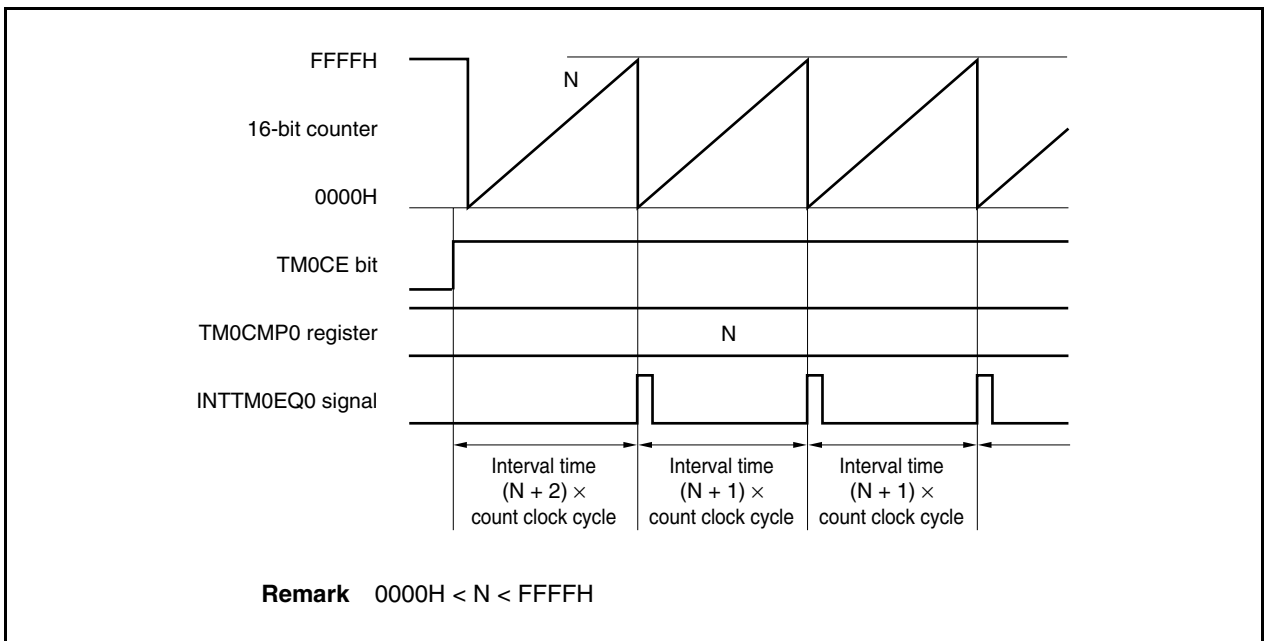 FFFFH
N
16-bit counter
0000H
TM0CE bit
TM0CMP0 register
N
INTTM0EQ0 signal
Interval time
(N + 2) ×
count clock cycle
Interval time
(N + 1) ×
count clock cycle
Interval time
(N + 1) ×
count clock cycle
Remark 0000H < N < FFFFH